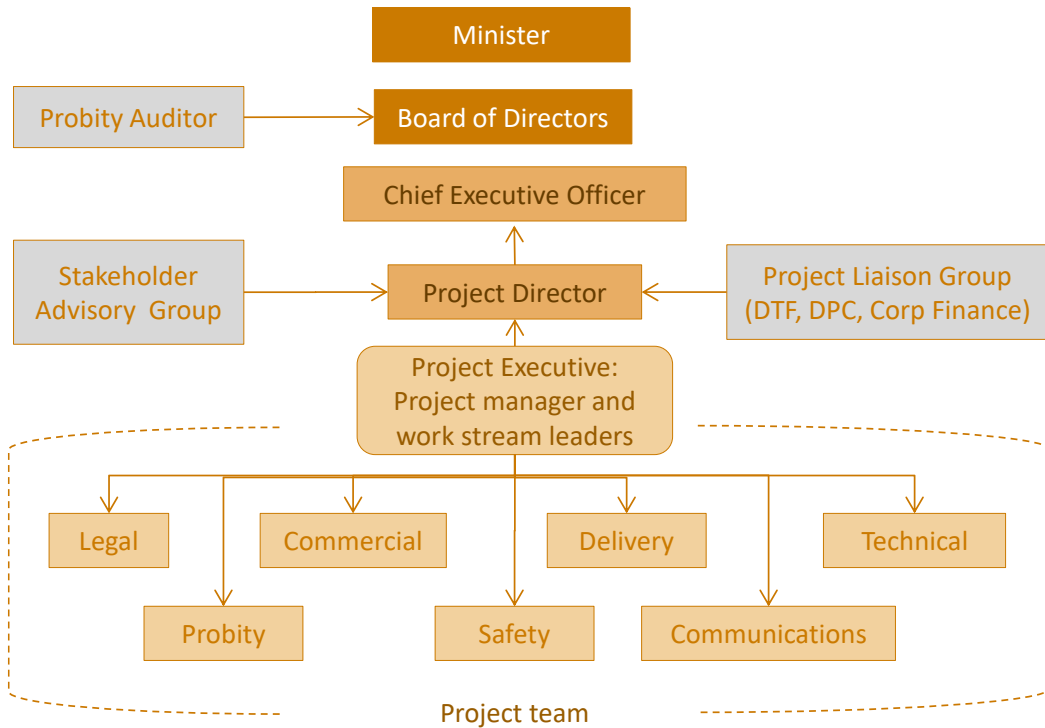 Minister
Probity Auditor
Board of Directors
Chief Executive Officer
Stakeholder
Advisory Group
Project Director
Project Liaison Group
(DTF, DPC, Corp Finance)
Project Executive:
Project manager and
work stream leaders
Legal
Commercial
Delivery
Technical
Probity
Safety
Communications
Project team